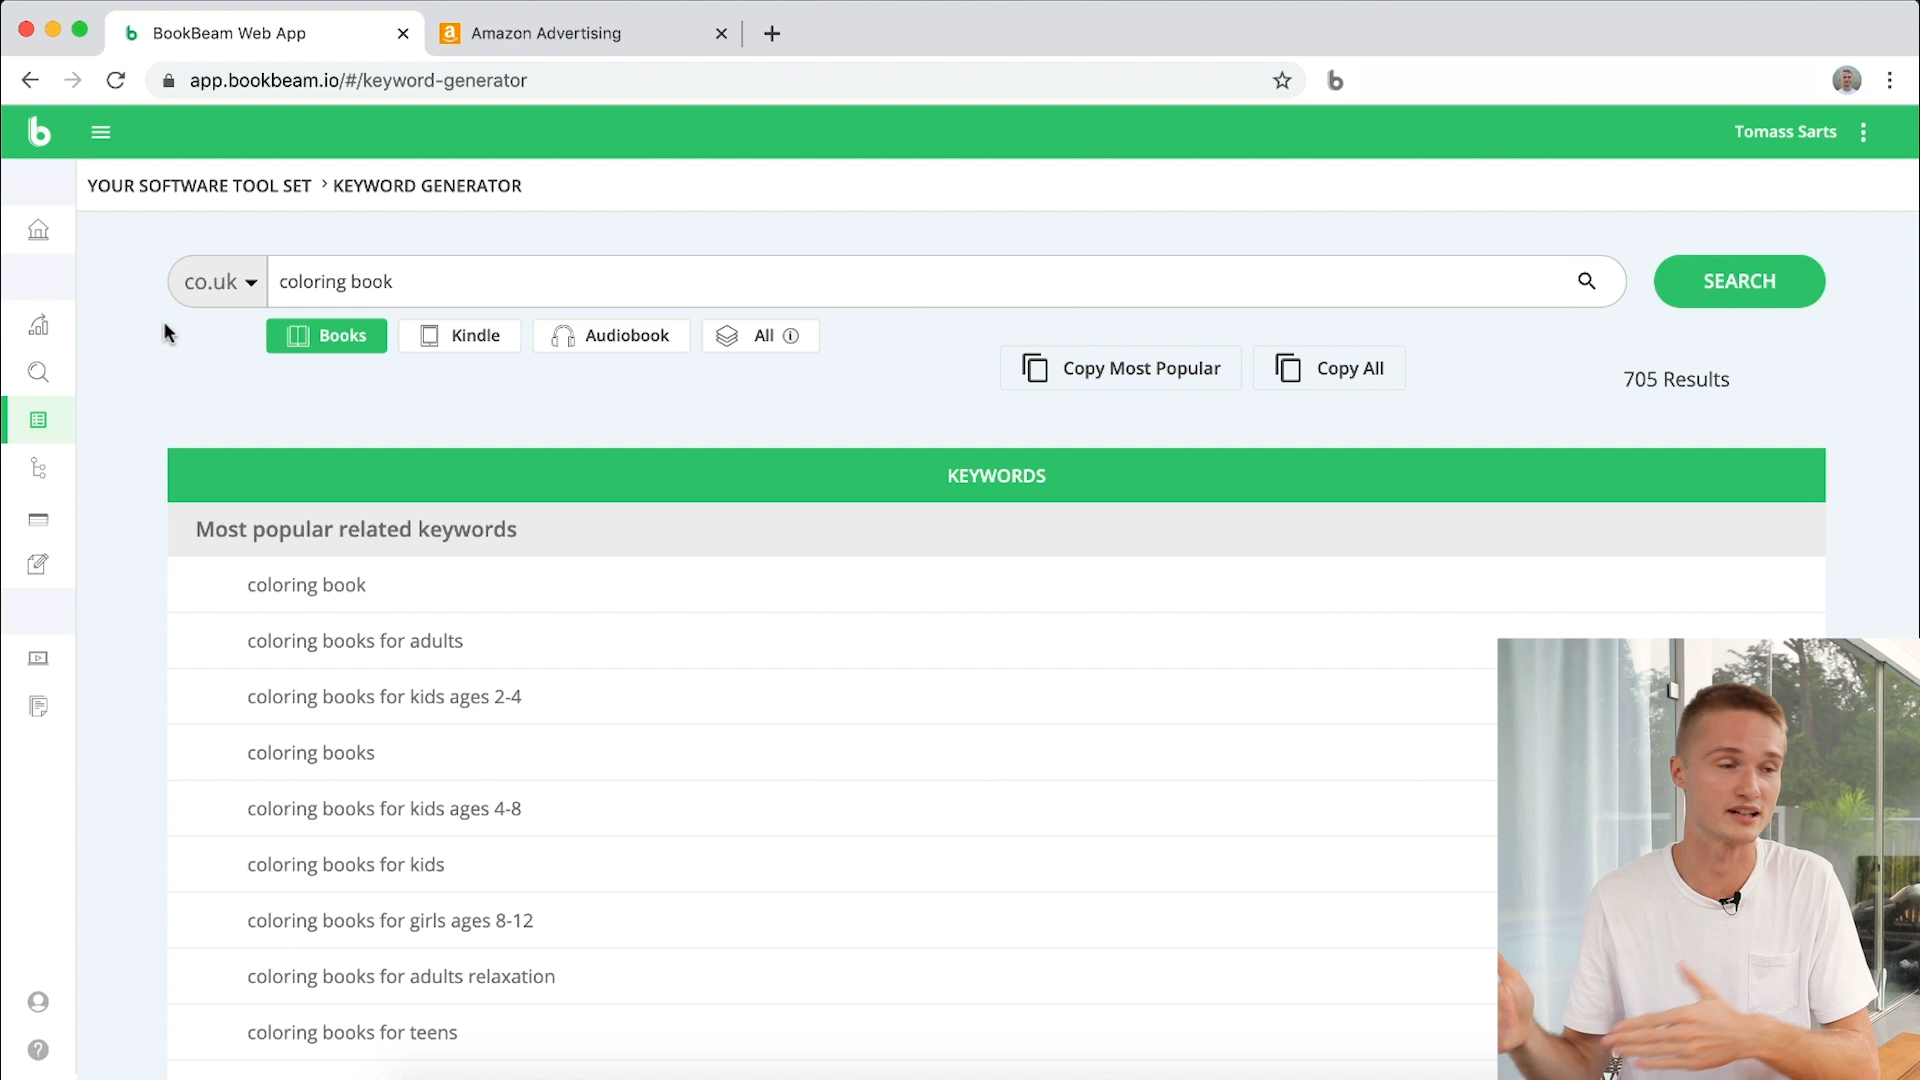 BookBeam Web App
Amazon Advertising
app.bookbeam.io/#/keyword-generator
Tomass Sarts
YOUR SOFTWARE TOOL SET > KEYWORD GENERATOR
co.uk
coloring book
SEARCH
Books
Kindle
Audiobook
All
Copy Most Popular
Copy All
705 Results
KEYWORDS
Most popular related keywords
coloring book
coloring books for adults
coloring books for kids ages 2-4
coloring books
coloring books for kids ages 4-8
coloring books for kids
coloring books for girls ages 8-12
coloring books for adults relaxation
coloring books for teens